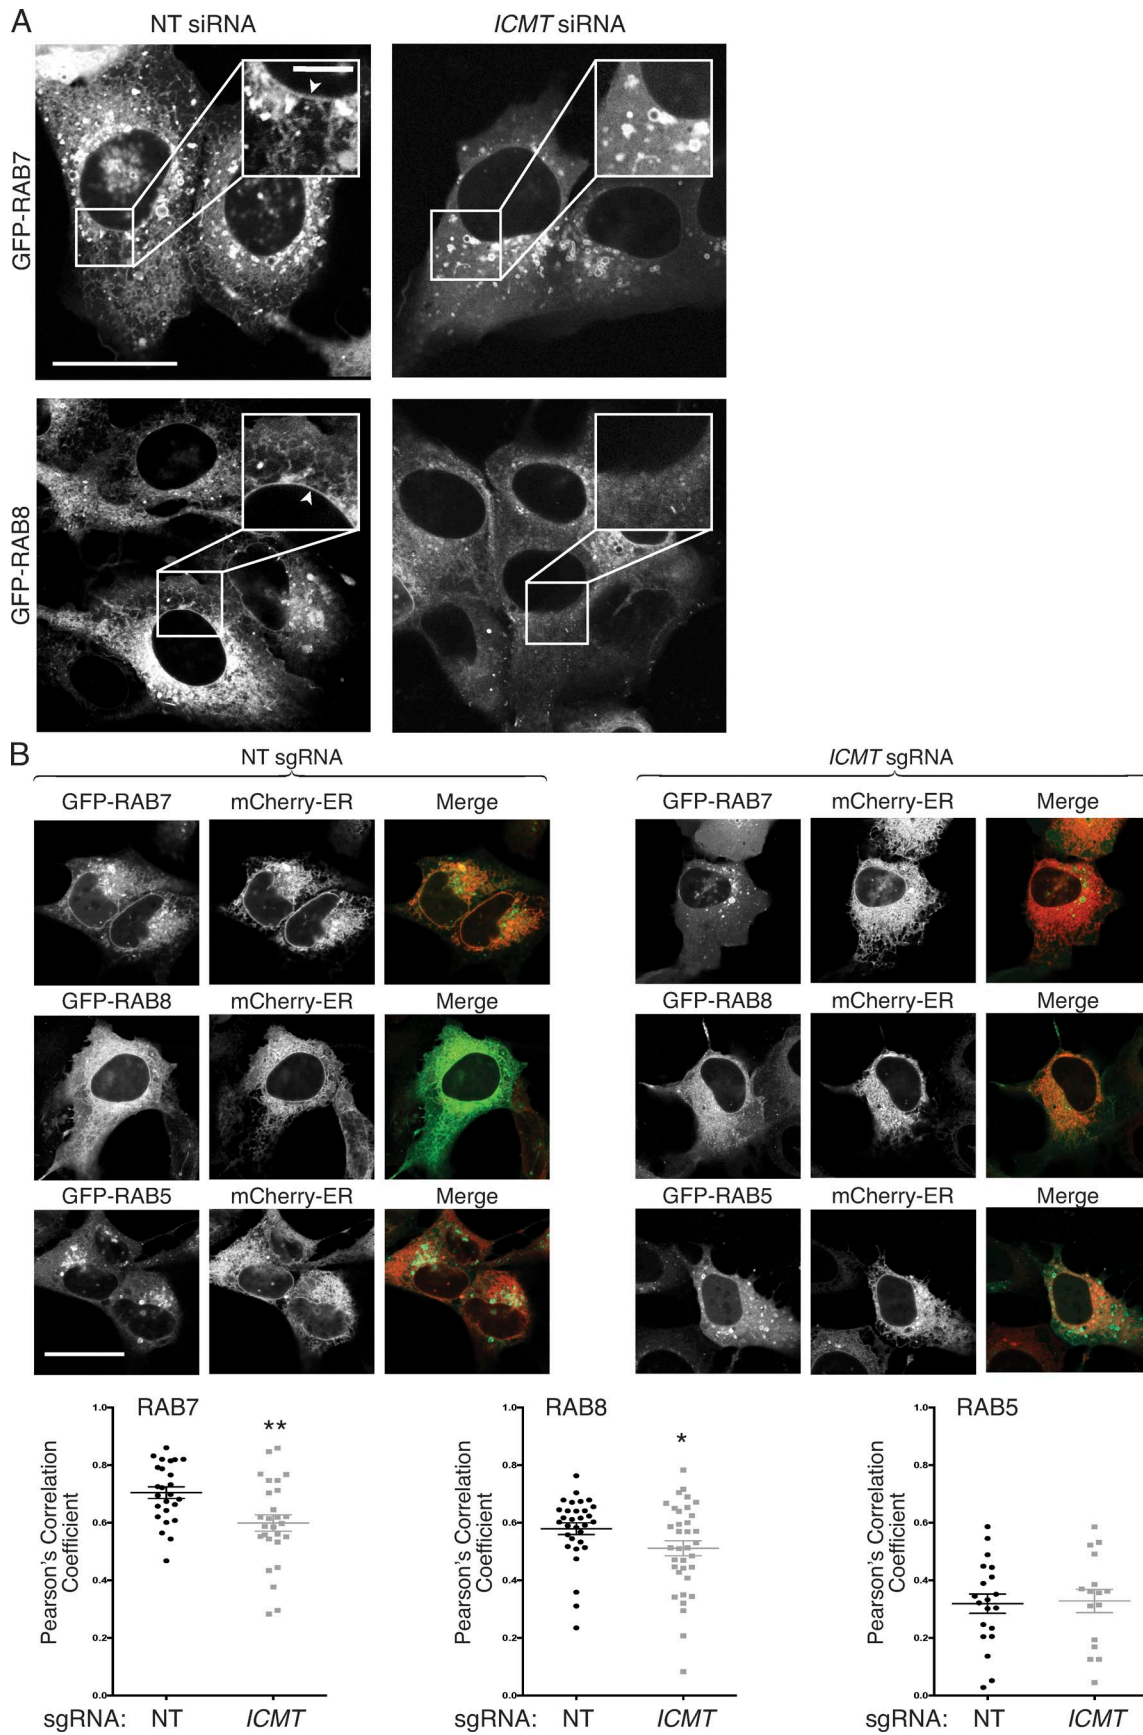 A
NT siRNA
ICMT siRNA
GFP-RAB7
GFP-RAB8
B
NT sgRNA
ICMT sgRNA
GFP-RAB7 mCherry-ER Merge
GFP-RAB7 mCherry-ER Merge
GFP-RAB8 mCherry-ER Merge
GFP-RAB8 mCherry-ER Merge
GFP-RAB5 mCherry-ER Merge
GFP-RAB5 mCherry-ER Merge
RAB7
**
Pearson's Correlation
Coefficient
1.0
0.8
0.6
0.4
0.2
0.0
sgRNA: NT ICMT
RAB8
*
Pearson's Correlation
Coefficient
1.0
0.8
0.6
0.4
0.2
0.0
sgRNA: NT ICMT
RAB5
Pearson's Correlation
Coefficient
1.0
0.8
0.6
0.4
0.2
0.0
sgRNA: NT ICMT